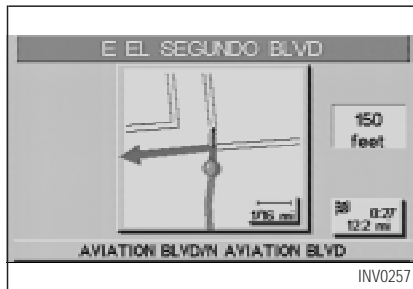 E EL SEGUNDO BLVD
150
feet
1/16 mi
0:27
12.2 mi
AVIATION BLVD/N AVIATION BLVD
INV0257